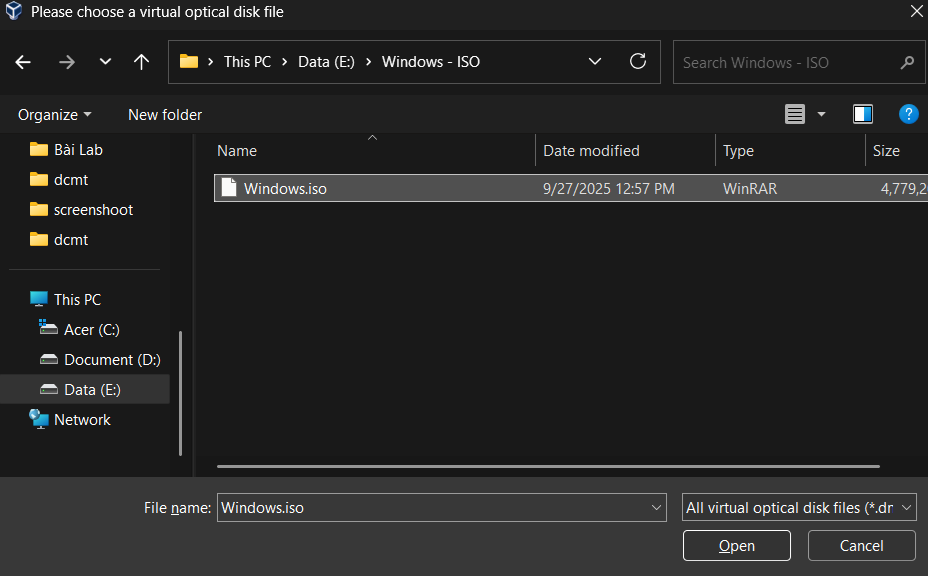 Please choose a virtual optical disk file
This PC Data (E:) Windows - ISO
Search Windows - ISO
Organize New folder
Bài Lab
dcmt
screenshoot
dcmt
This PC
Acer (C:)
Document (D:)
Data (E:)
Network
Name Date modified Type Size
Windows.iso 9/27/2025 12:57 PM WinRAR 4,779,2
File name: Windows.iso All virtual optical disk files (*.dr
Open Cancel